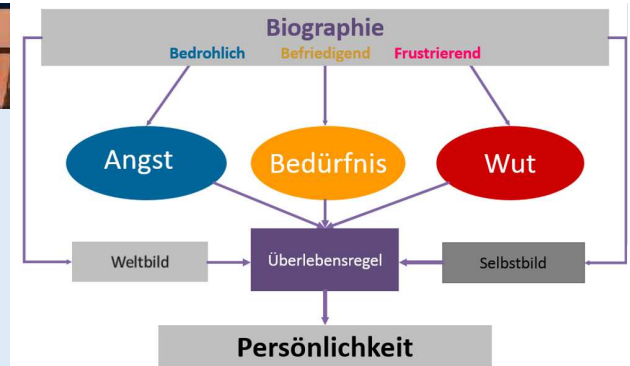 Biographie
Bedrohlich Befriedigend Frustrierend
Angst Bedürfnis Wut
Weltbild Überlebensregel Selbstbild
Persönlichkeit